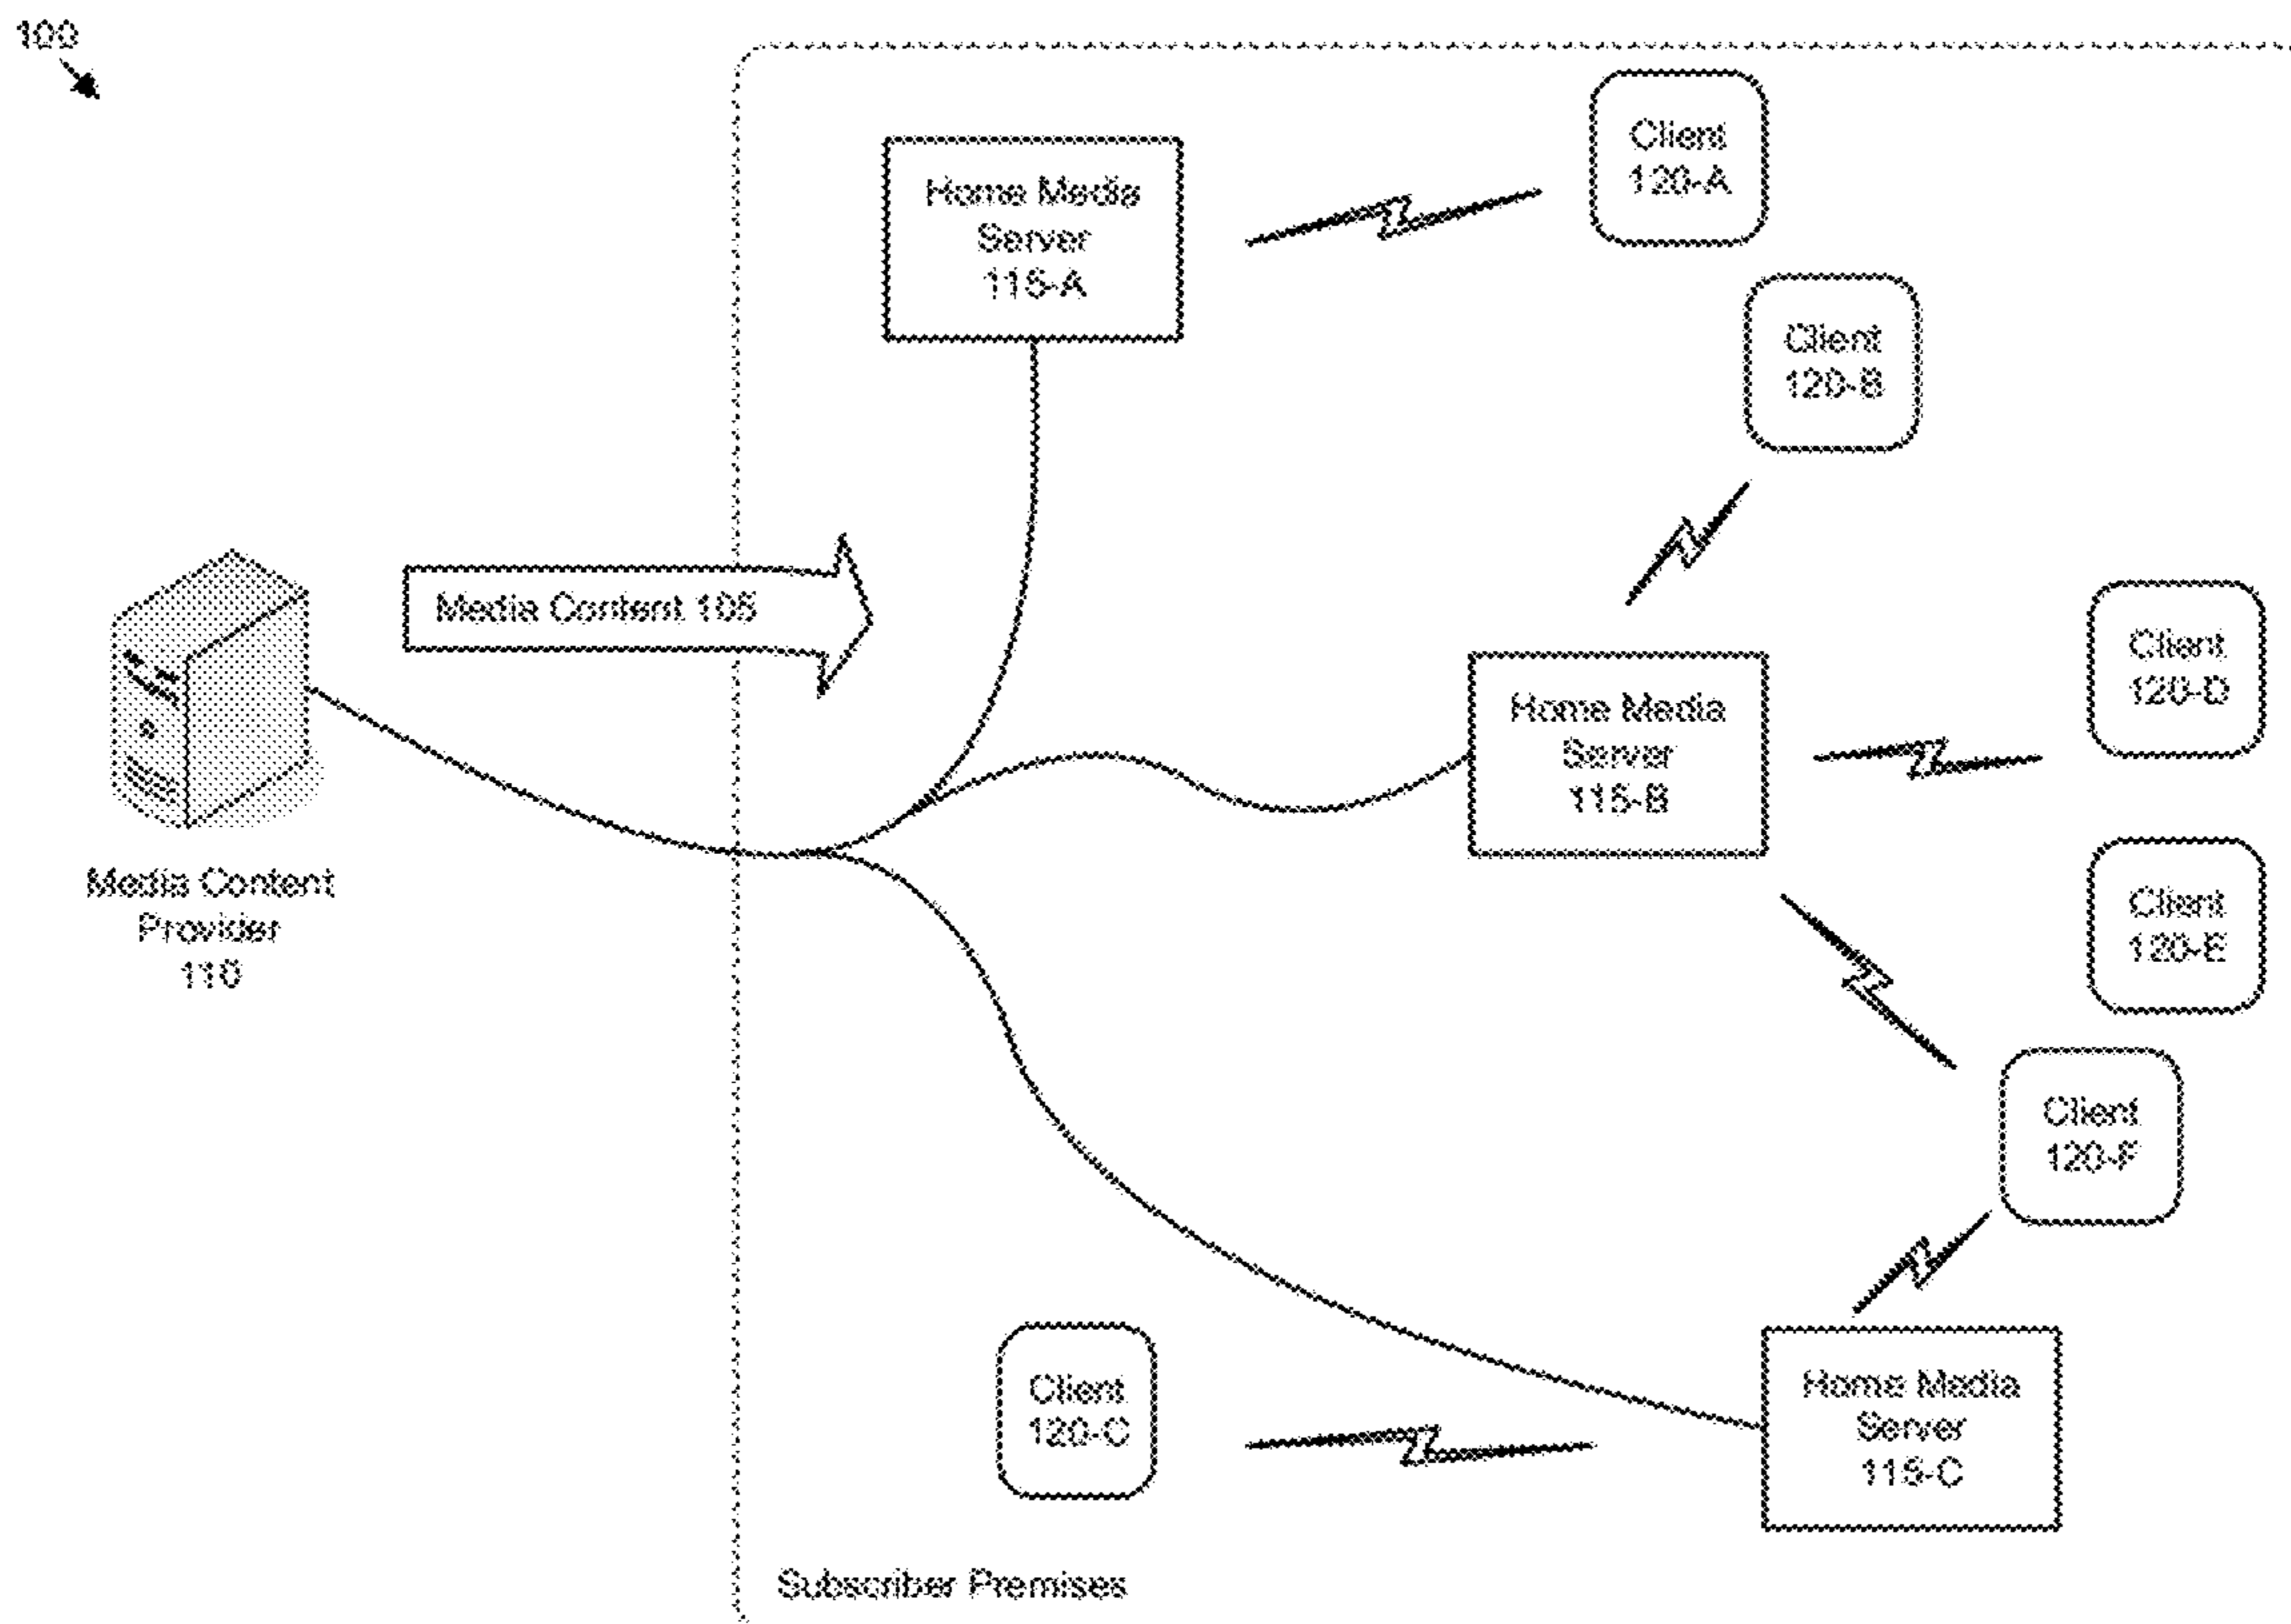 100
Home Media
Server
115-A
Client
120-A
Client
120-B
Media Content 105
Home Media
Server
115-B
Client
120-D
Media Content
Provider
110
Client
120-E
Client
120-F
Client
120-C
Home Media
Server
115-C
Subscriber Premises